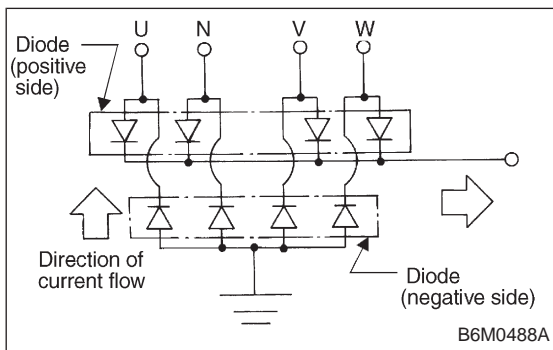 U N V W
Diode
(positive
side)
Direction of
current flow
Diode
(negative side)
B6M0488A